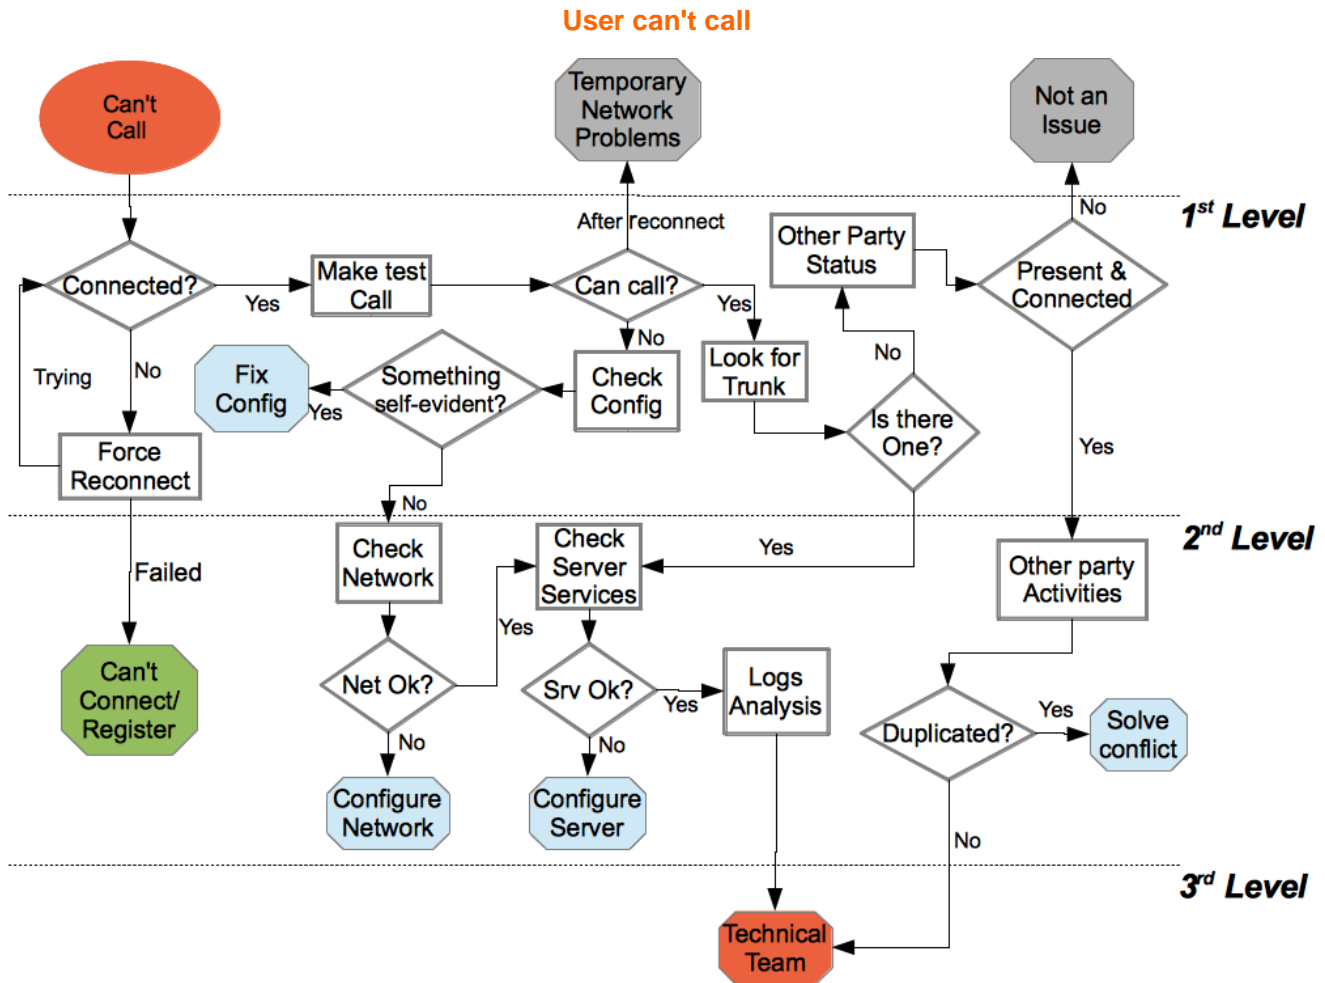 User can't call
Can't
Call
Temporary
Network
Problems
Not an
Issue
1st Level
After reconnect
No
Other Party
Status
Present &
Connected
Connected?
Yes
Make test
Call
Can call?
Yes
No
Look for
Trunk
No
Is there
One?
Trying
No
Fix
Config
Yes
Something
self-evident?
Check
Config
Force
Reconnect
Yes
No
2nd Level
Failed
Check
Network
Check
Server
Services
Yes
Other party
Activities
Yes
Can't
Connect/
Register
Net Ok?
Srv Ok?
Yes
Logs
Analysis
Duplicated?
Yes
Solve
conflict
No
No
Configure
Network
Configure
Server
No
3rd Level
Technical
Team